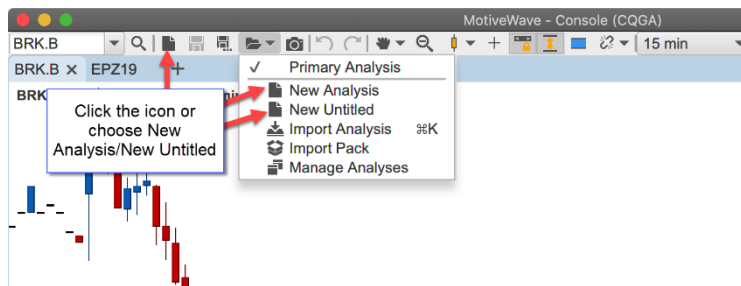 MotiveWave - Console (CQGA)
BRK.B
15 min
BRK.B × EPZ19 +
✓ Primary Analysis
BRK
New Analysis
New Untitled
Import Analysis ⌘K
Import Pack
Manage Analyses
Click the icon or
choose New
Analysis/New Untitled